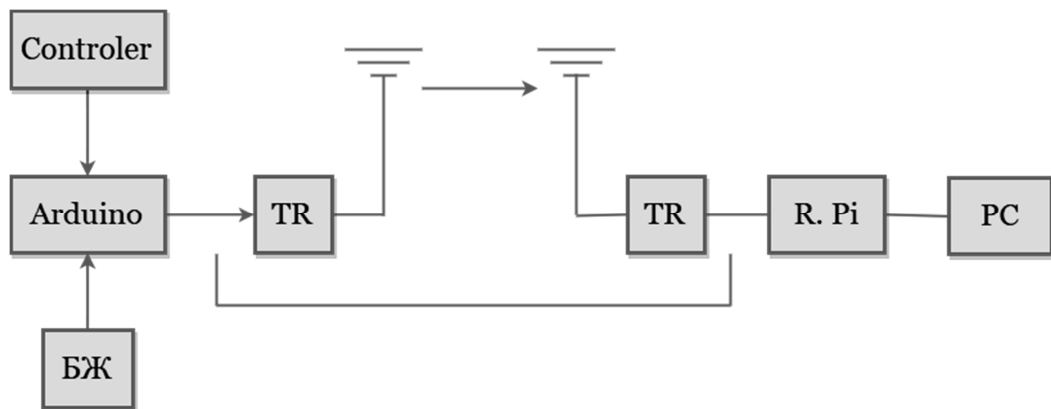 Controler
Arduino
TR
TR
R. Pi
PC
БЖ